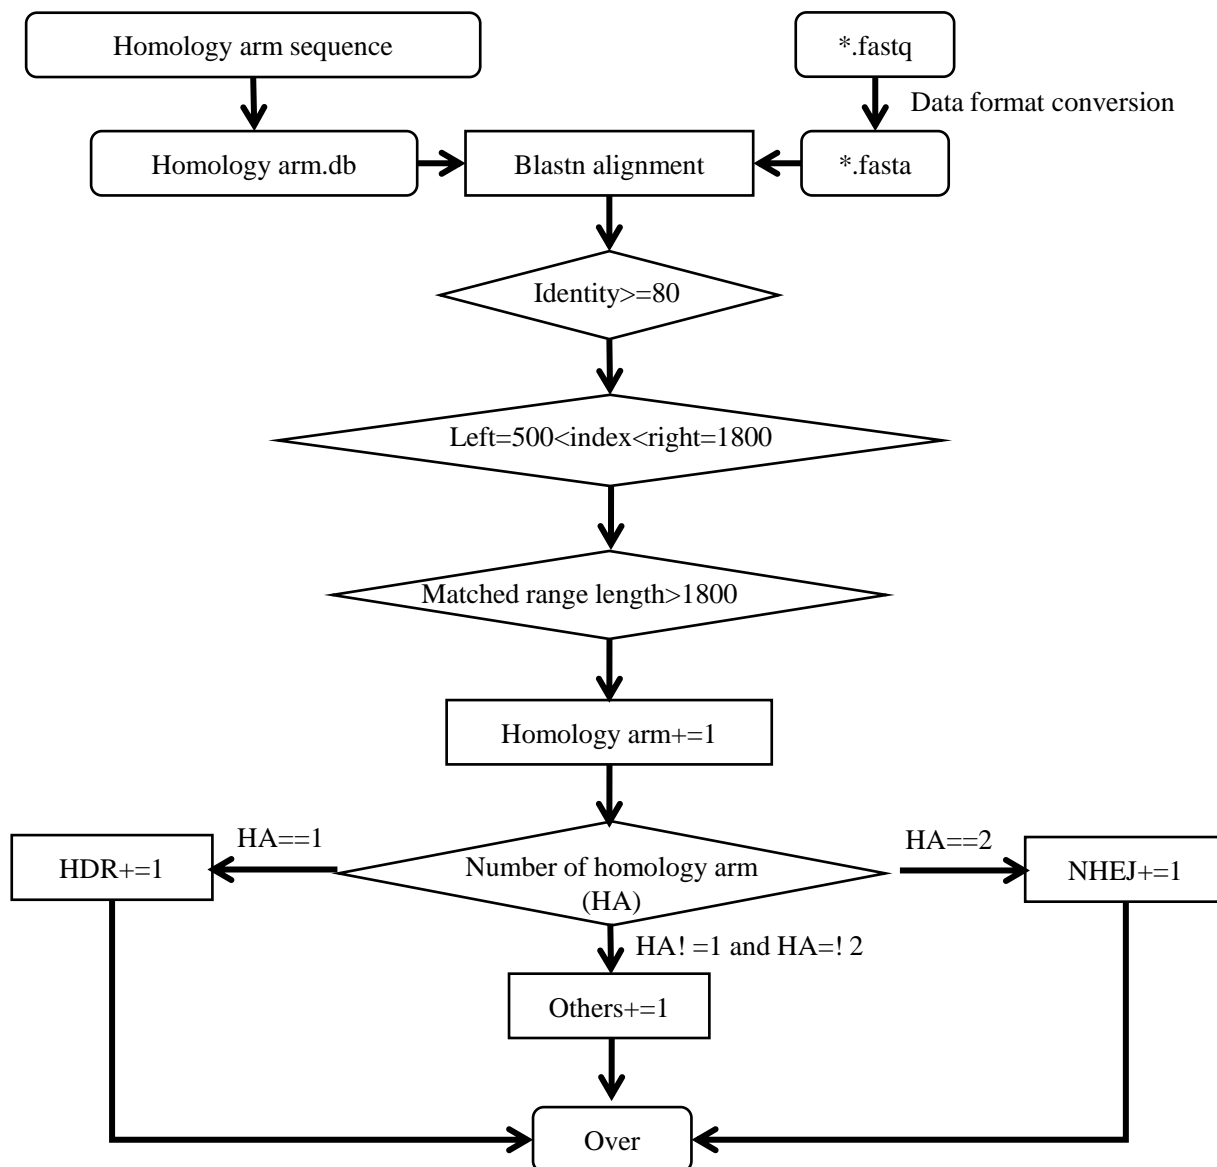 Homology arm sequence
*.fastq
Data format conversion
Homology arm.db
Blastn alignment
*.fasta
Identity>=80
Left=500<index<right=1800
Matched range length>1800
Homology arm+=1
HA==1
HA==2
HDR+=1
Number of homology arm
(HA)
NHEJ+=1
HA! =1 and HA=! 2
Others+=1
Over